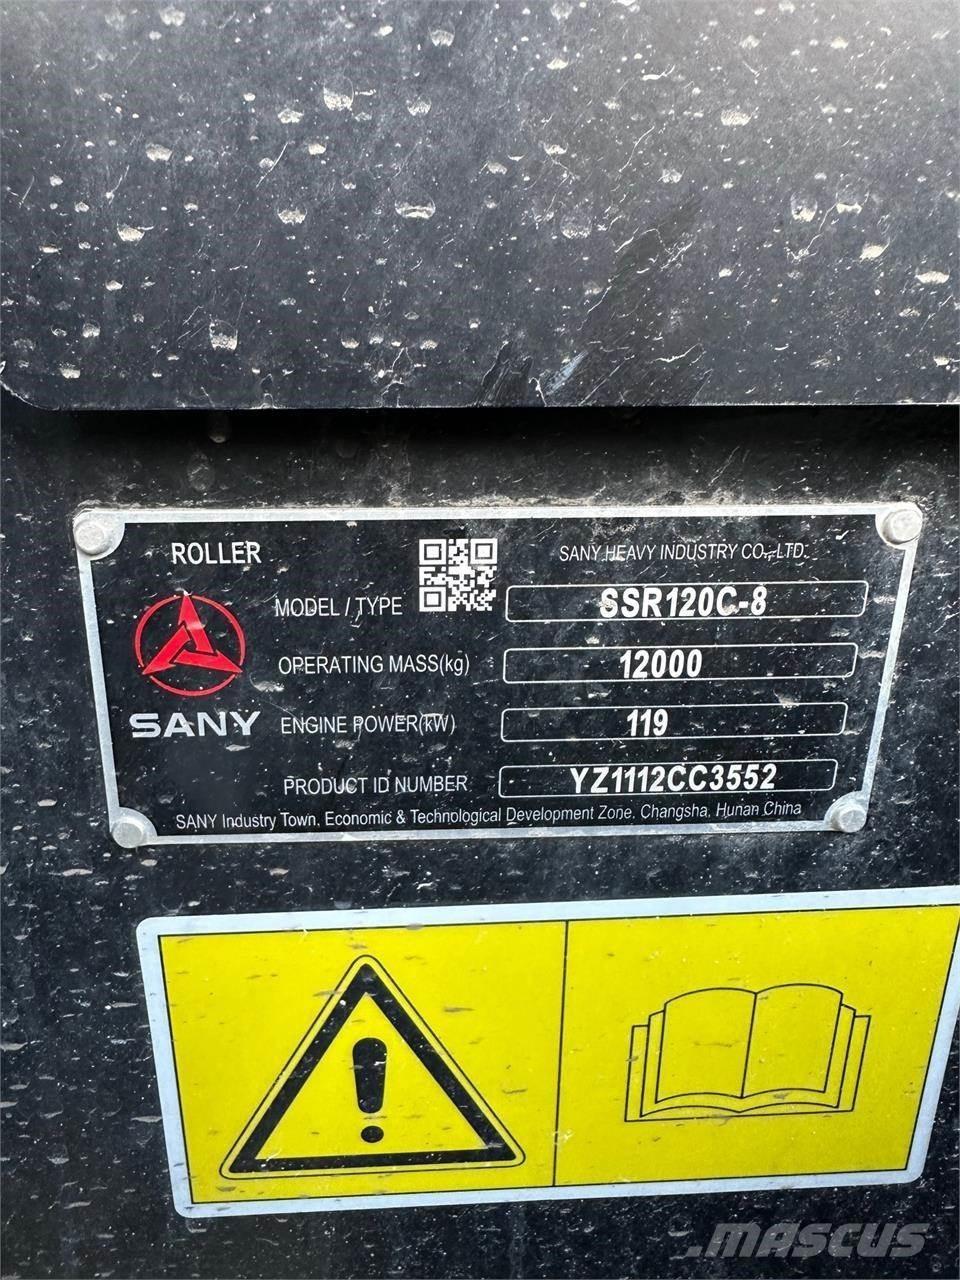 ROLLER
SANY HEAVY INDUSTRY CO., LTD.
MODEL / TYPE SSR120C-8
OPERATING MASS(kg) 12000
SANY
ENGINE POWER(kW) 119
PRODUCT ID NUMBER YZ1112CC3552
SANY Industry Town, Economic & Technological Development Zone, Changsha, Hunan China
MASCUS